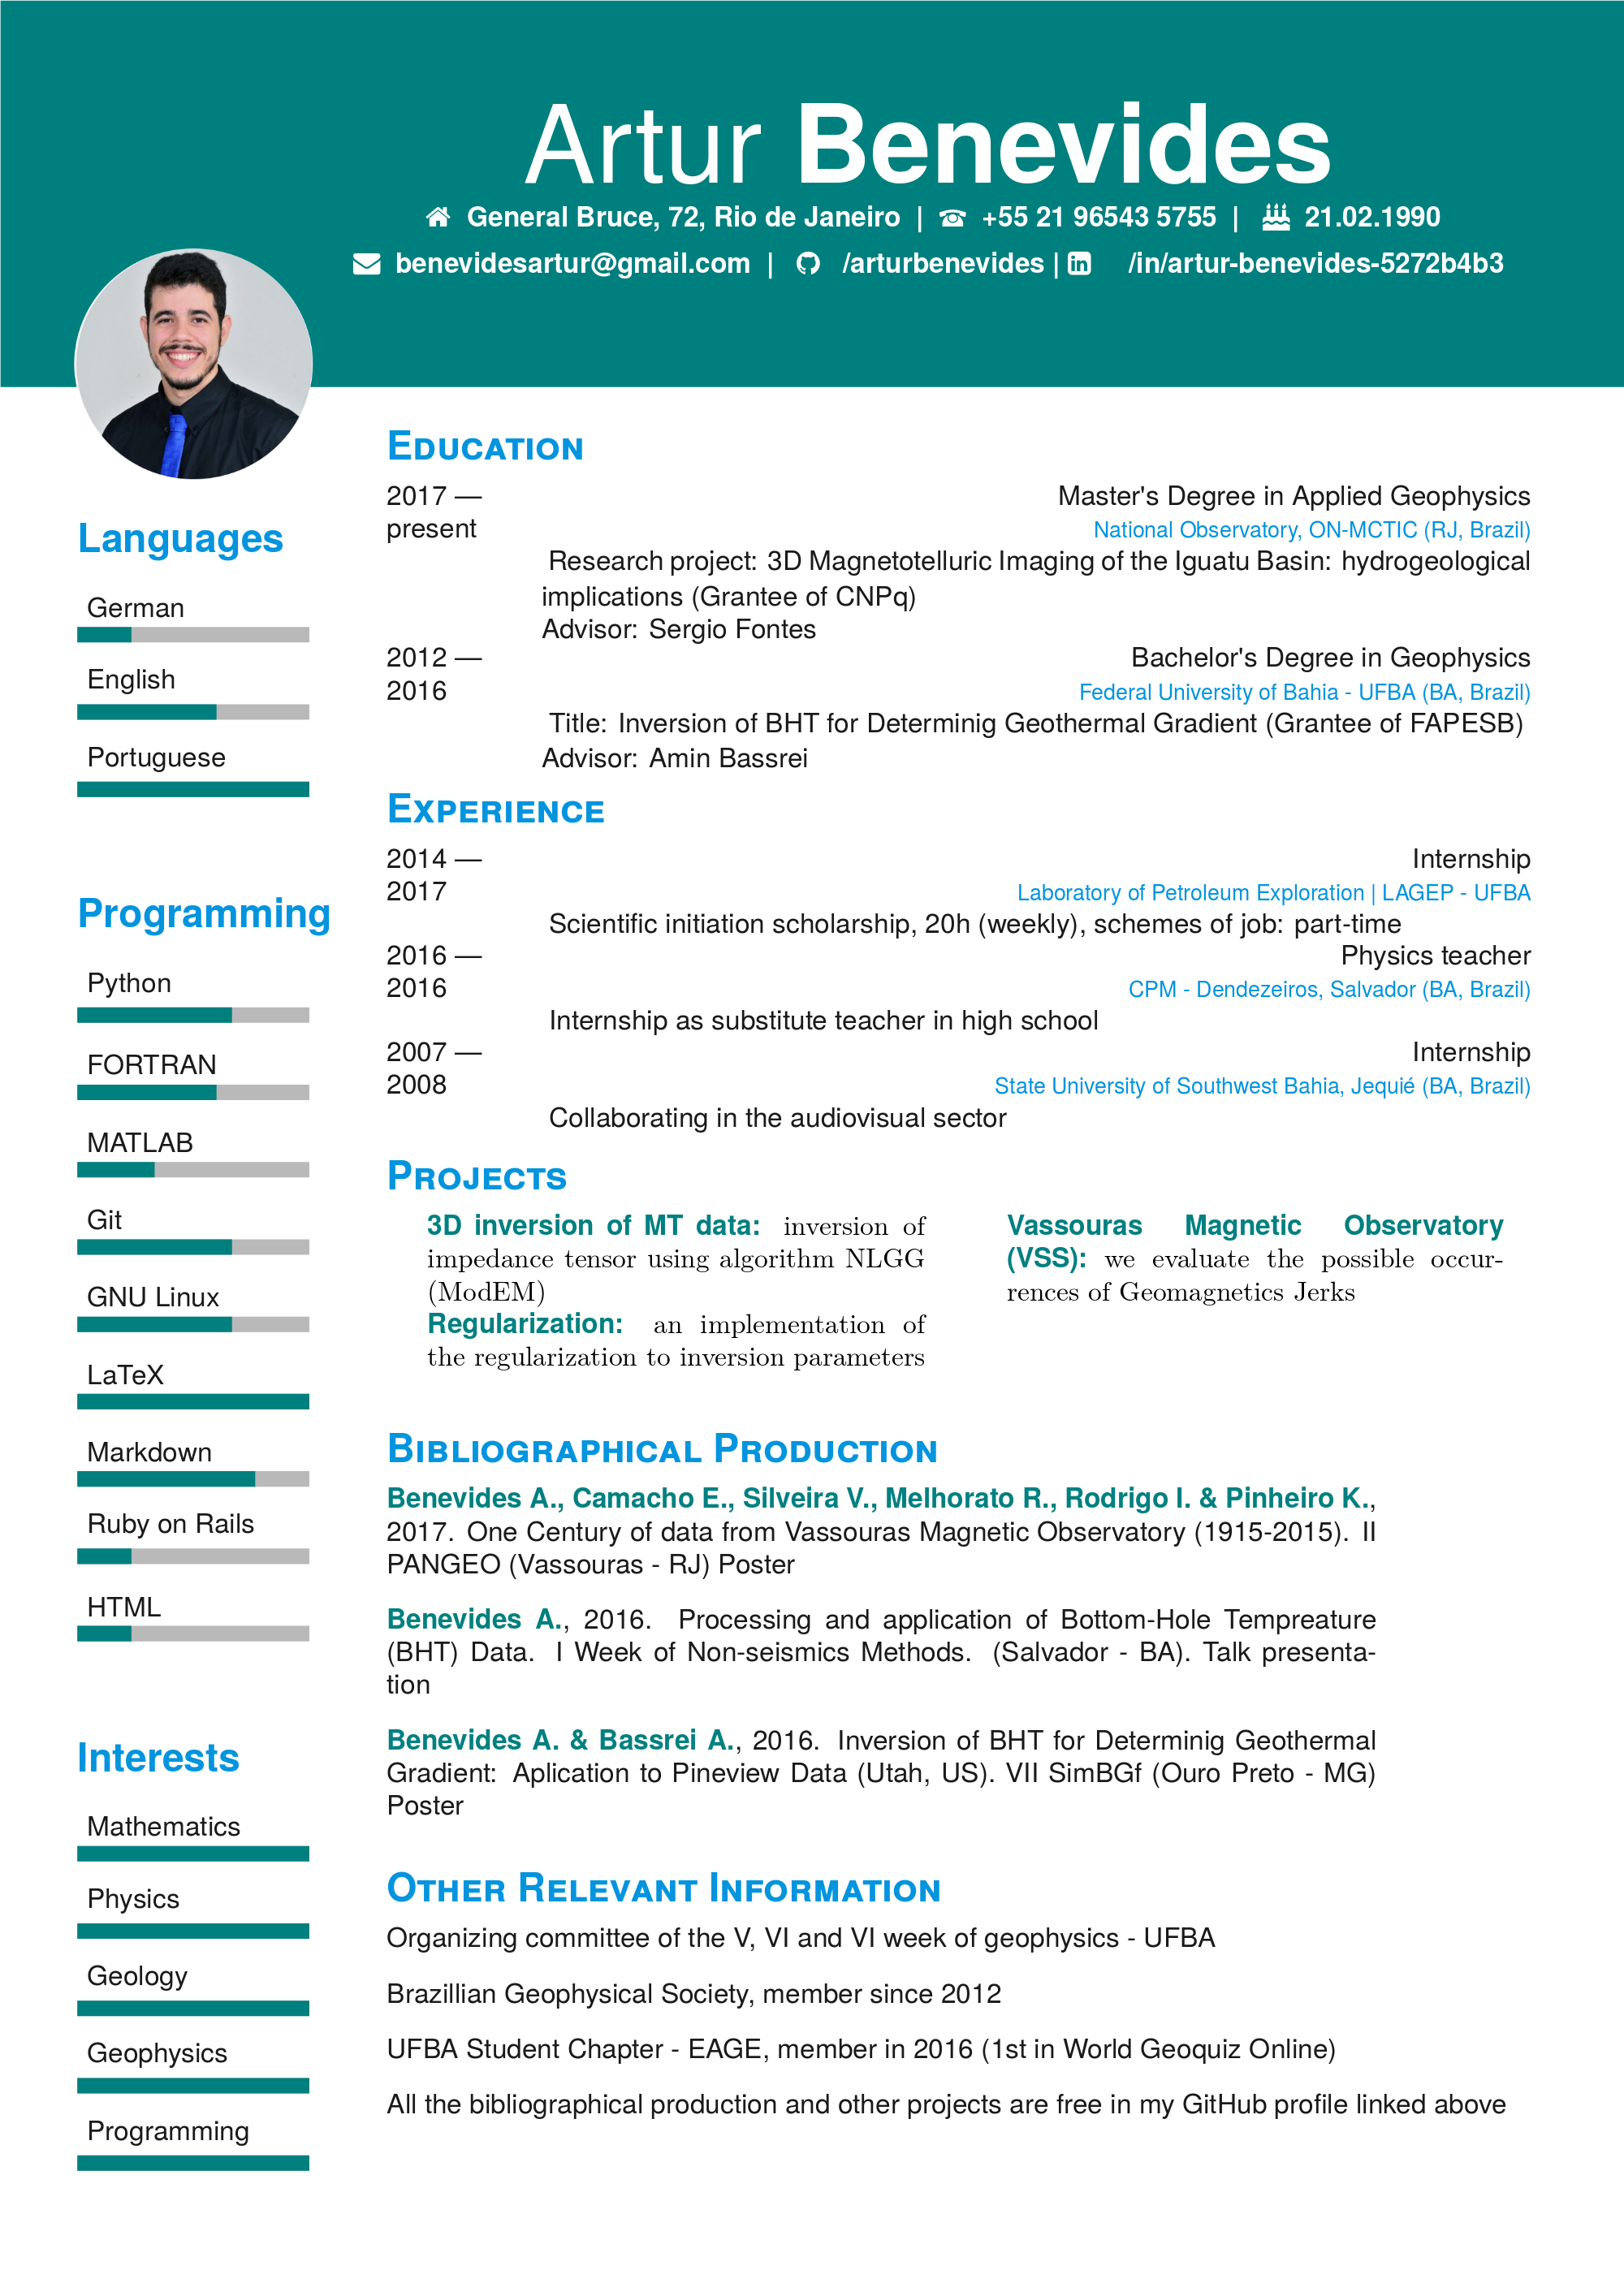 Artur Benevides
General Bruce, 72, Rio de Janeiro | +55 21 96543 5755 | 21.02.1990
benevidesartur@gmail.com | /arturbenevides | /in/artur-benevides-5272b4b3
Languages
German
English
Portuguese
Programming
Python
FORTRAN
MATLAB
Git
GNU Linux
LaTeX
Markdown
Ruby on Rails
HTML
Interests
Mathematics
Physics
Geology
Geophysics
Programming
Education
2017 — Master's Degree in Applied Geophysics
present National Observatory, ON-MCTIC (RJ, Brazil)
Research project: 3D Magnetotelluric Imaging of the Iguatu Basin: hydrogeological
implications (Grantee of CNPq)
Advisor: Sergio Fontes
2012 — Bachelor's Degree in Geophysics
2016 Federal University of Bahia - UFBA (BA, Brazil)
Title: Inversion of BHT for Determinig Geothermal Gradient (Grantee of FAPESB)
Advisor: Amin Bassrei
Experience
2014 — Internship
2017 Laboratory of Petroleum Exploration | LAGEP - UFBA
Scientific initiation scholarship, 20h (weekly), schemes of job: part-time
2016 — Physics teacher
2016 CPM - Dendezeiros, Salvador (BA, Brazil)
Internship as substitute teacher in high school
2007 — Internship
2008 State University of Southwest Bahia, Jequié (BA, Brazil)
Collaborating in the audiovisual sector
Projects
3D inversion of MT data: inversion of
impedance tensor using algorithm NLGG
(ModEM)
Regularization: an implementation of
the regularization to inversion parameters
Vassouras Magnetic Observatory
(VSS): we evaluate the possible occur-
rences of Geomagnetics Jerks
Bibliographical Production
Benevides A., Camacho E., Silveira V., Melhorato R., Rodrigo I. & Pinheiro K.,
2017. One Century of data from Vassouras Magnetic Observatory (1915-2015). II
PANGEO (Vassouras - RJ) Poster
Benevides A., 2016. Processing and application of Bottom-Hole Tempreature
(BHT) Data. I Week of Non-seismics Methods. (Salvador - BA). Talk presenta-
tion
Benevides A. & Bassrei A., 2016. Inversion of BHT for Determinig Geothermal
Gradient: Aplication to Pineview Data (Utah, US). VII SimBGf (Ouro Preto - MG)
Poster
Other Relevant Information
Organizing committee of the V, VI and VI week of geophysics - UFBA
Brazillian Geophysical Society, member since 2012
UFBA Student Chapter - EAGE, member in 2016 (1st in World Geoquiz Online)
All the bibliographical production and other projects are free in my GitHub profile linked above